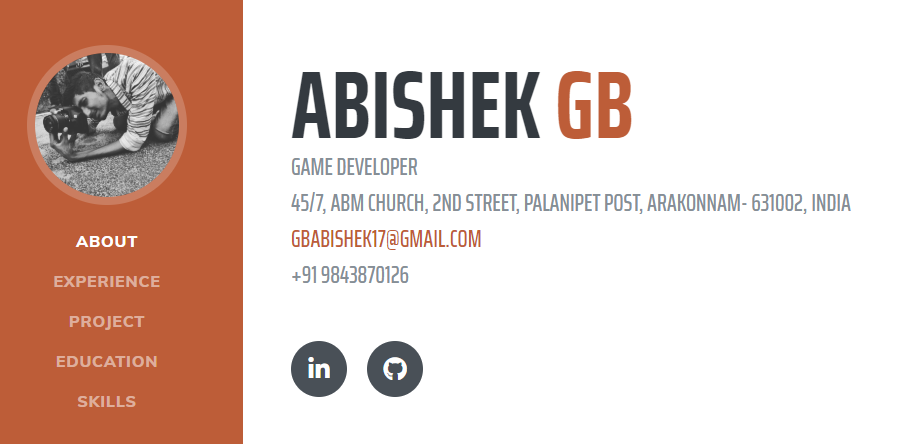 ABOUT
EXPERIENCE
PROJECT
EDUCATION
SKILLS
ABISHEK GB
GAME DEVELOPER
45/7, ABM CHURCH, 2ND STREET, PALANIPET POST, ARAKONNAM- 631002, INDIA
GBABISHEK17@GMAIL.COM
+91 9843870126
in